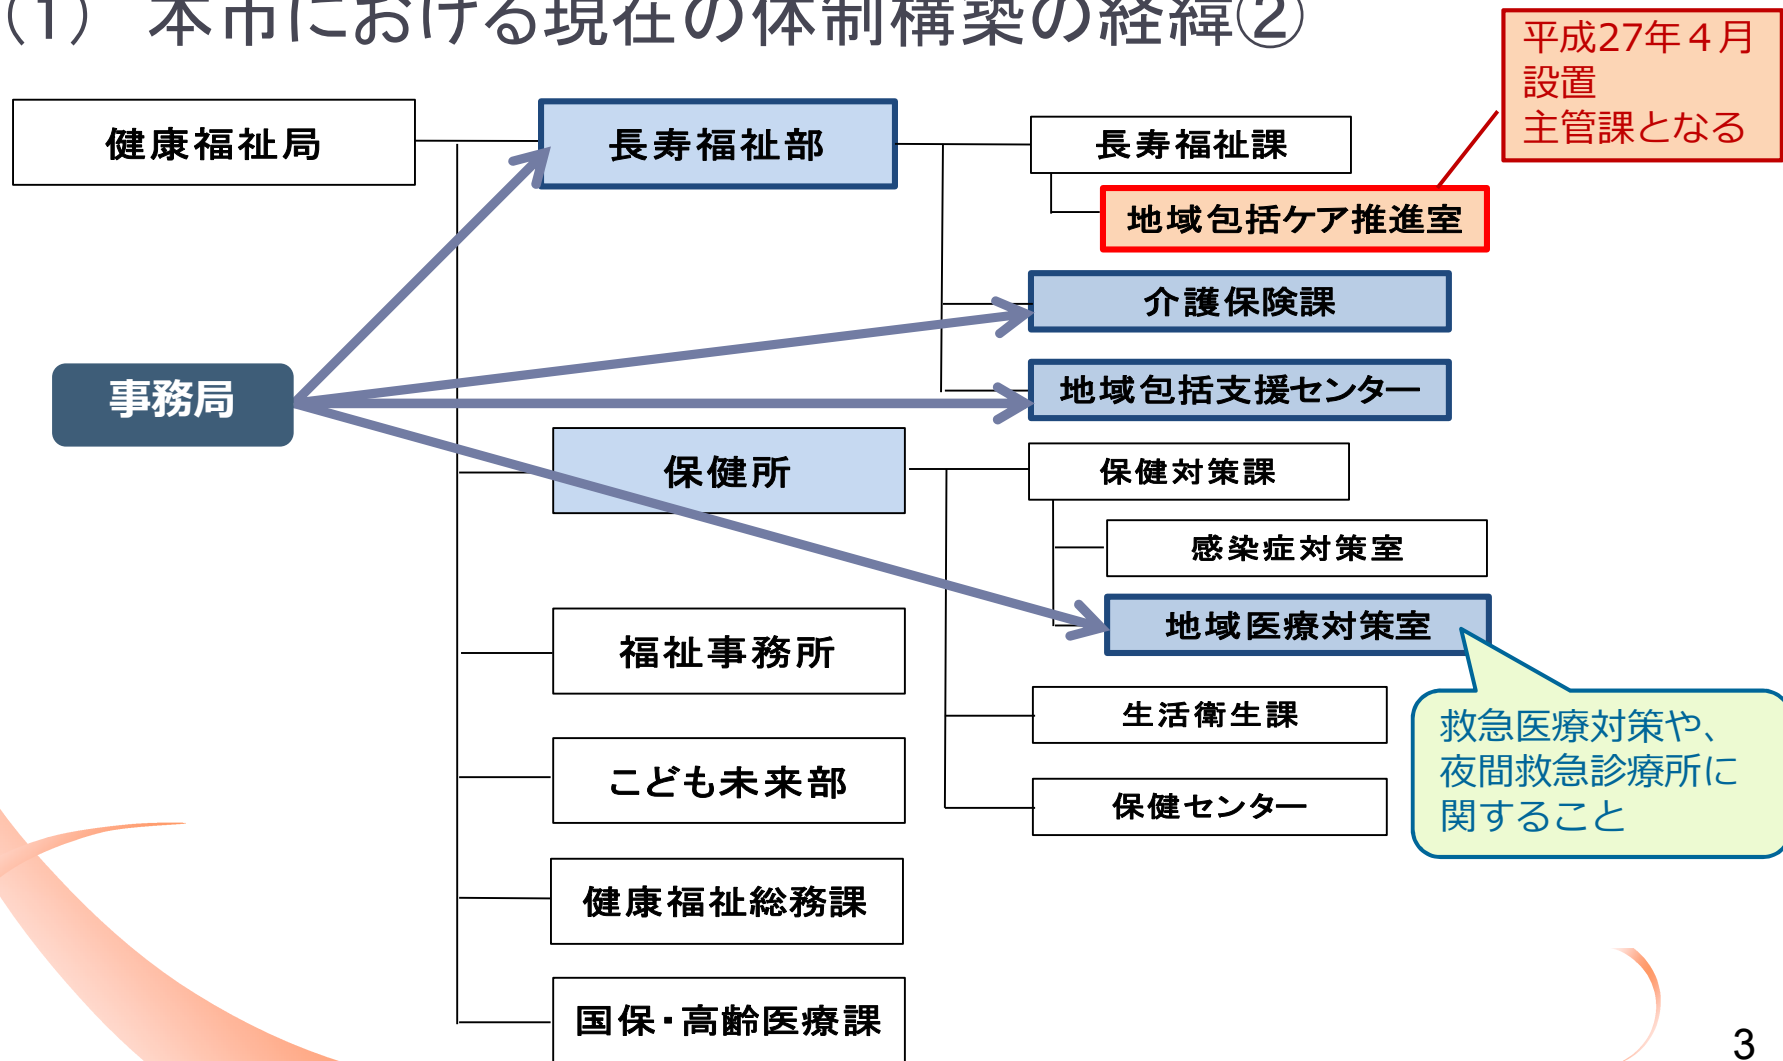 (1) 本市における現在の体制構築の経緯②
平成27年4月
設置
主管課となる
健康福祉局
長寿福祉部
長寿福祉課
地域包括ケア推進室
介護保険課
事務局
地域包括支援センター
保健所
保健対策課
感染症対策室
地域医療対策室
福祉事務所
生活衛生課
救急医療対策や、
夜間救急診療所に
関すること
こども未来部
保健センター
健康福祉総務課
国保・高齢医療課
3